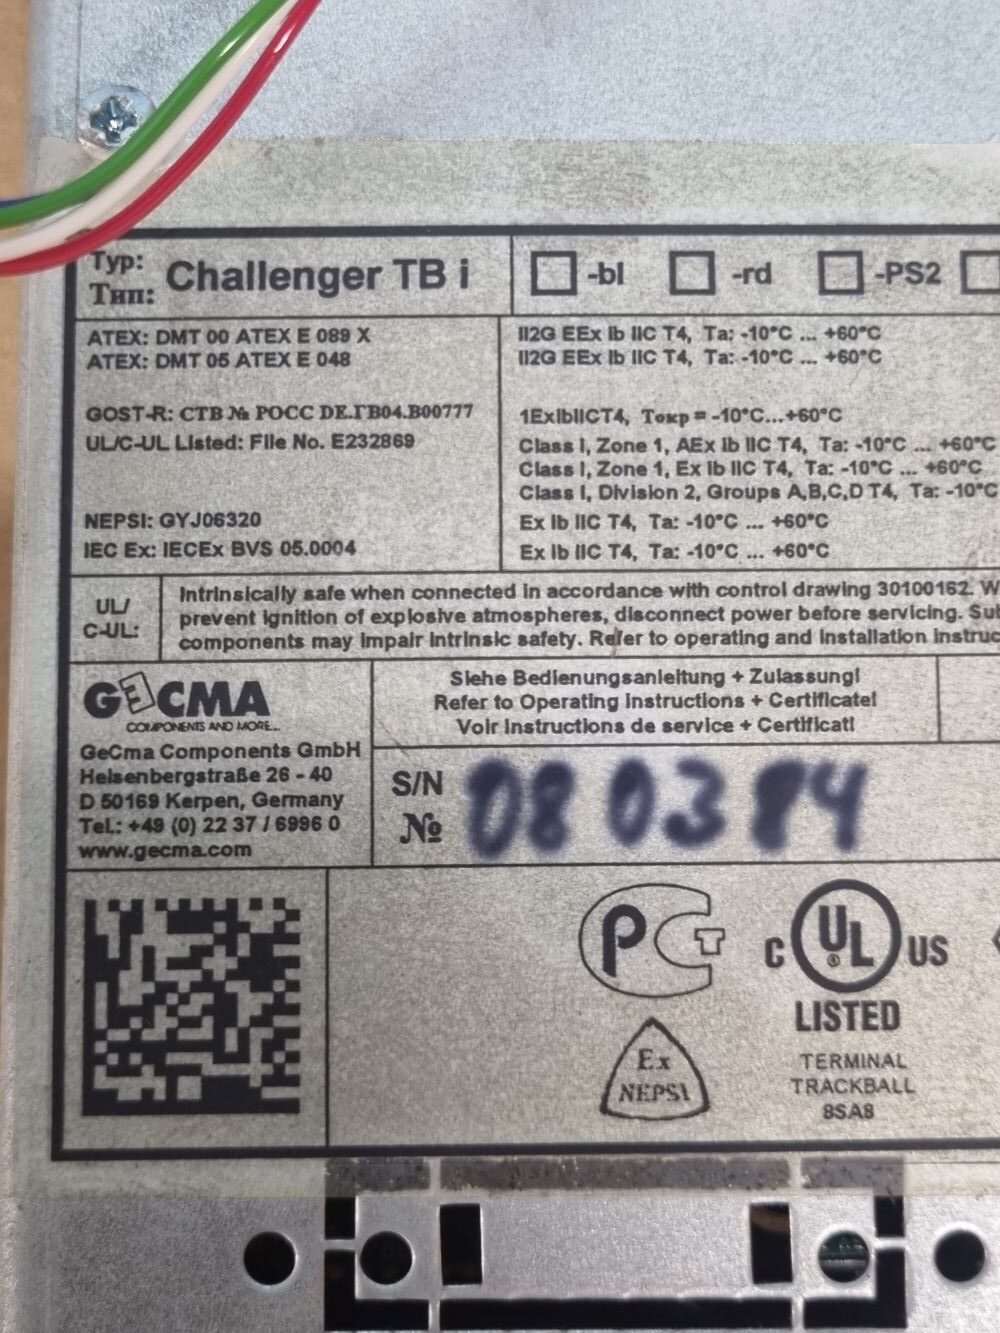 Typ:
Тип:
Challenger TB i
-bl
-rd
-PS2
ATEX: DMT 00 ATEX E 089 X
II2G EEx ib IIC T4, Ta: -10°C ... +60°C
ATEX: DMT 05 ATEX E 048
II2G EEx ib IIC T4, Ta: -10°C ... +60°C
GOST-R: СТВ № РОСС DE.ГБ04.В00777
1ExibIICT4, Токр = -10°C...+60°C
UL/C-UL Listed: File No. E232869
Class I, Zone 1, AEx ib IIC T4, Ta: -10°C ... +60°C
Class I, Zone 1, Ex ib IIC T4, Ta: -10°C ... +60°C
Class I, Division 2, Groups A,B,C,D T4, Ta: -10°C
NEPSI: GYJ06320
Ex ib IIC T4, Ta: -10°C ... +60°C
IEC Ex: IECEx BVS 05.0004
Ex ib IIC T4, Ta: -10°C ... +60°C
UL/
C-UL:
Intrinsically safe when connected in accordance with control drawing 30100162. W
prevent ignition of explosive atmospheres, disconnect power before servicing. Su
components may impair intrinsic safety. Refer to operating and installation instruc
GECMA
COMPONENTS AND MORE...
GeCma Components GmbH
Heisenbergstraße 26 - 40
D 50169 Kerpen, Germany
Tel.: +49 (0) 22 37 / 6996 0
www.gecma.com
Siehe Bedienungsanleitung + Zulassung!
Refer to Operating Instructions + Certificate!
Voir Instructions de service + Certificat!
S/N
№
080384
PCT
C UL US
®
LISTED
TERMINAL
TRACKBALL
8SA8
Ex
NEPSI